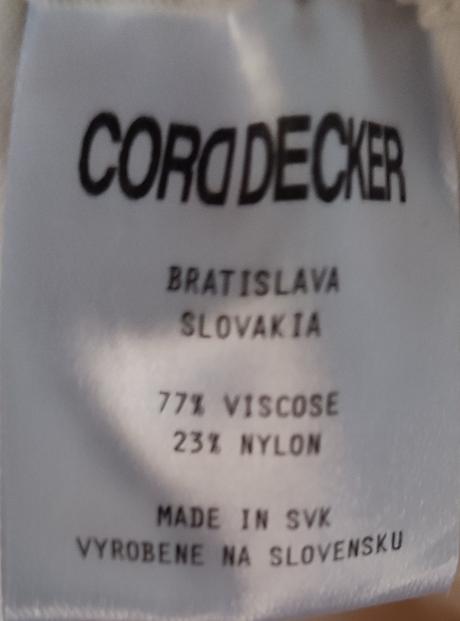 CORDDECKER
BRATISLAVA
SLOVAKIA
77% VISCOSE
23% NYLON
MADE IN SVK
VYROBENE NA SLOVENSKU